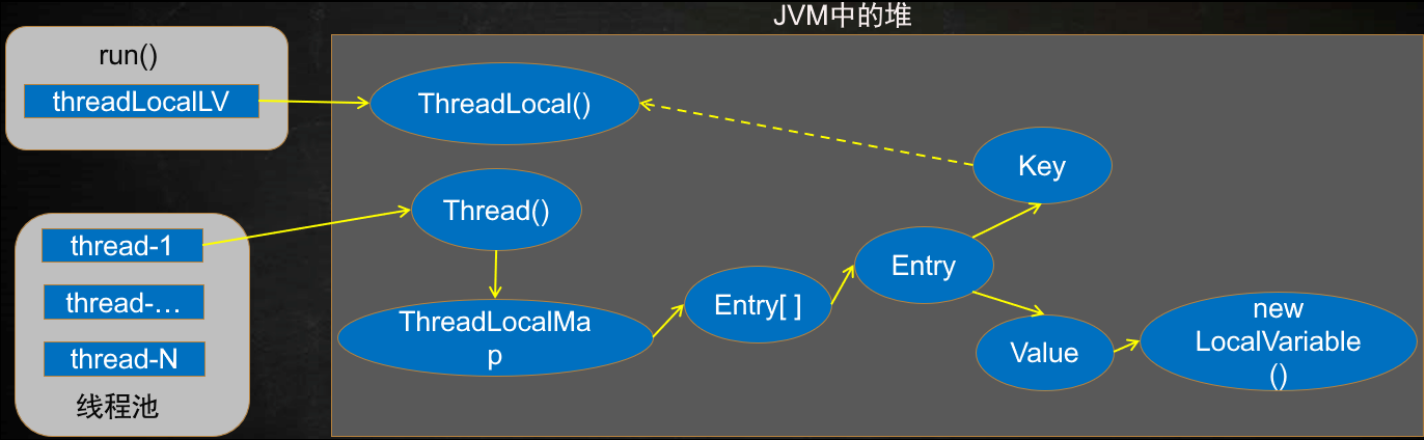 JVM中的堆
run()
threadLocalLV
ThreadLocal()
Key
Thread()
thread-1
Entry
thread-…
Entry[ ]
ThreadLocalMa
p
new
LocalVariable
()
Value
thread-N
线程池